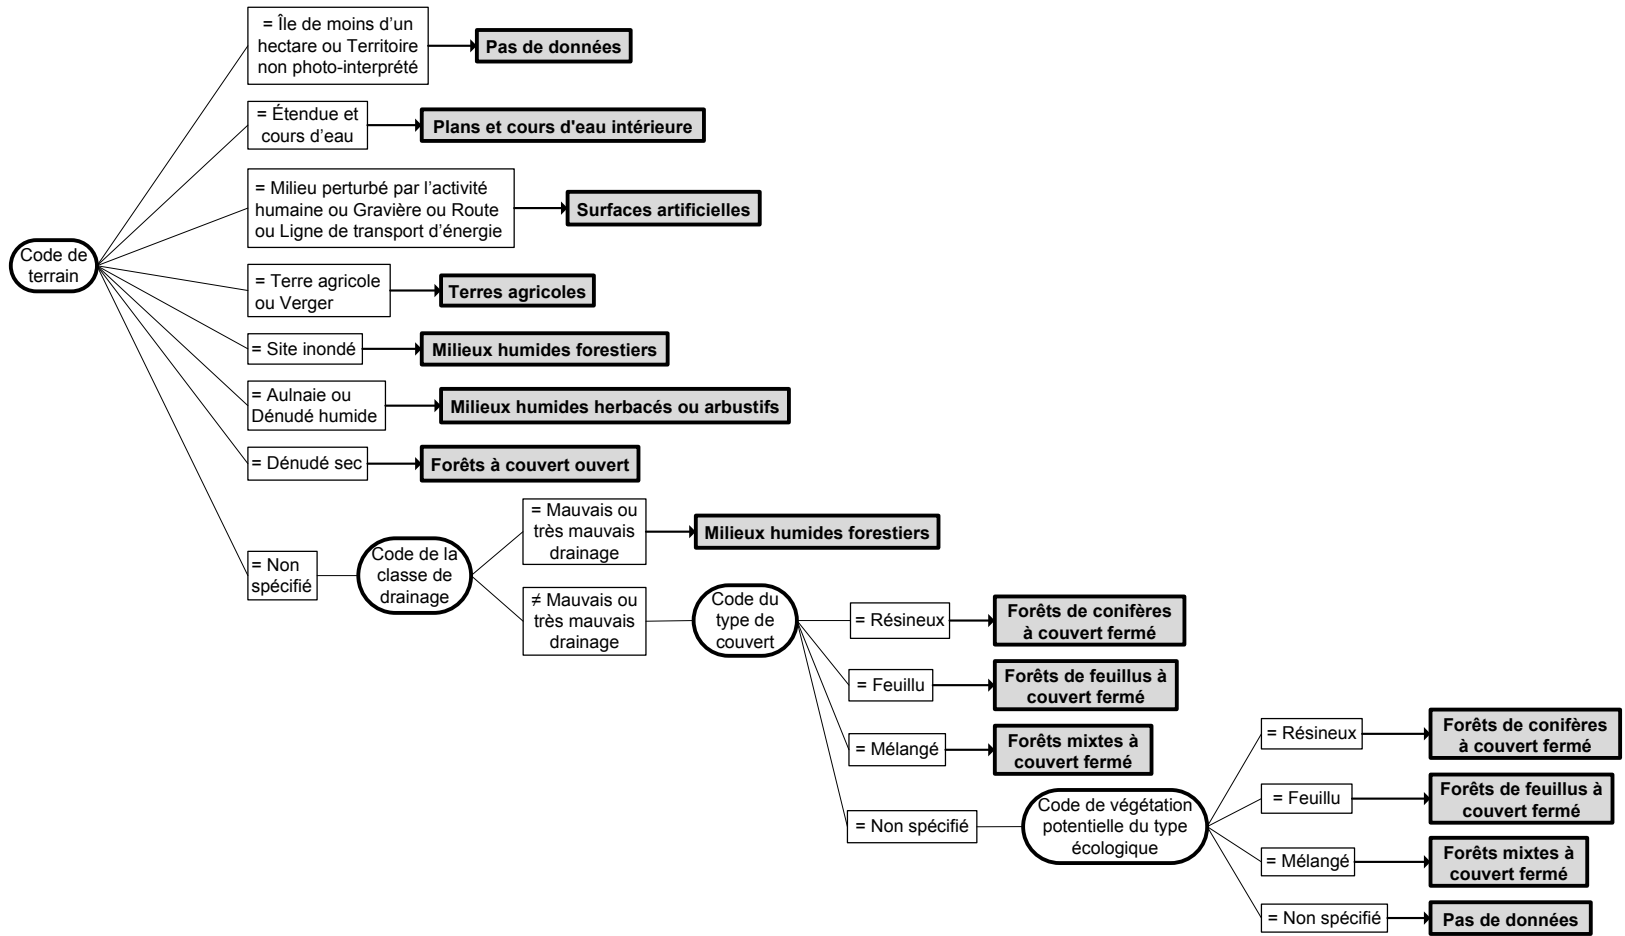 = Île de moins d'un
hectare ou Territoire
non photo-interprété
Pas de données
= Étendue et
cours d'eau
Plans et cours d'eau intérieure
= Milieu perturbé par l'activité
humaine ou Gravière ou Route
ou Ligne de transport d'énergie
Surfaces artificielles
Code de
terrain
= Terre agricole
ou Verger
Terres agricoles
= Site inondé
Milieux humides forestiers
= Aulnaie ou
Dénudé humide
Milieux humides herbacés ou arbustifs
= Dénudé sec
Forêts à couvert ouvert
= Non
spécifié
Code de la
classe de
drainage
= Mauvais ou
très mauvais
drainage
Milieux humides forestiers
≠ Mauvais ou
très mauvais
drainage
Code du
type de
couvert
= Résineux
Forêts de conifères
à couvert fermé
= Feuillu
Forêts de feuillus à
couvert fermé
= Mélangé
Forêts mixtes à
couvert fermé
= Non spécifié
Code de végétation
potentielle du type
écologique
= Résineux
Forêts de conifères
à couvert fermé
= Feuillu
Forêts de feuillus à
couvert fermé
= Mélangé
Forêts mixtes à
couvert fermé
= Non spécifié
Pas de données